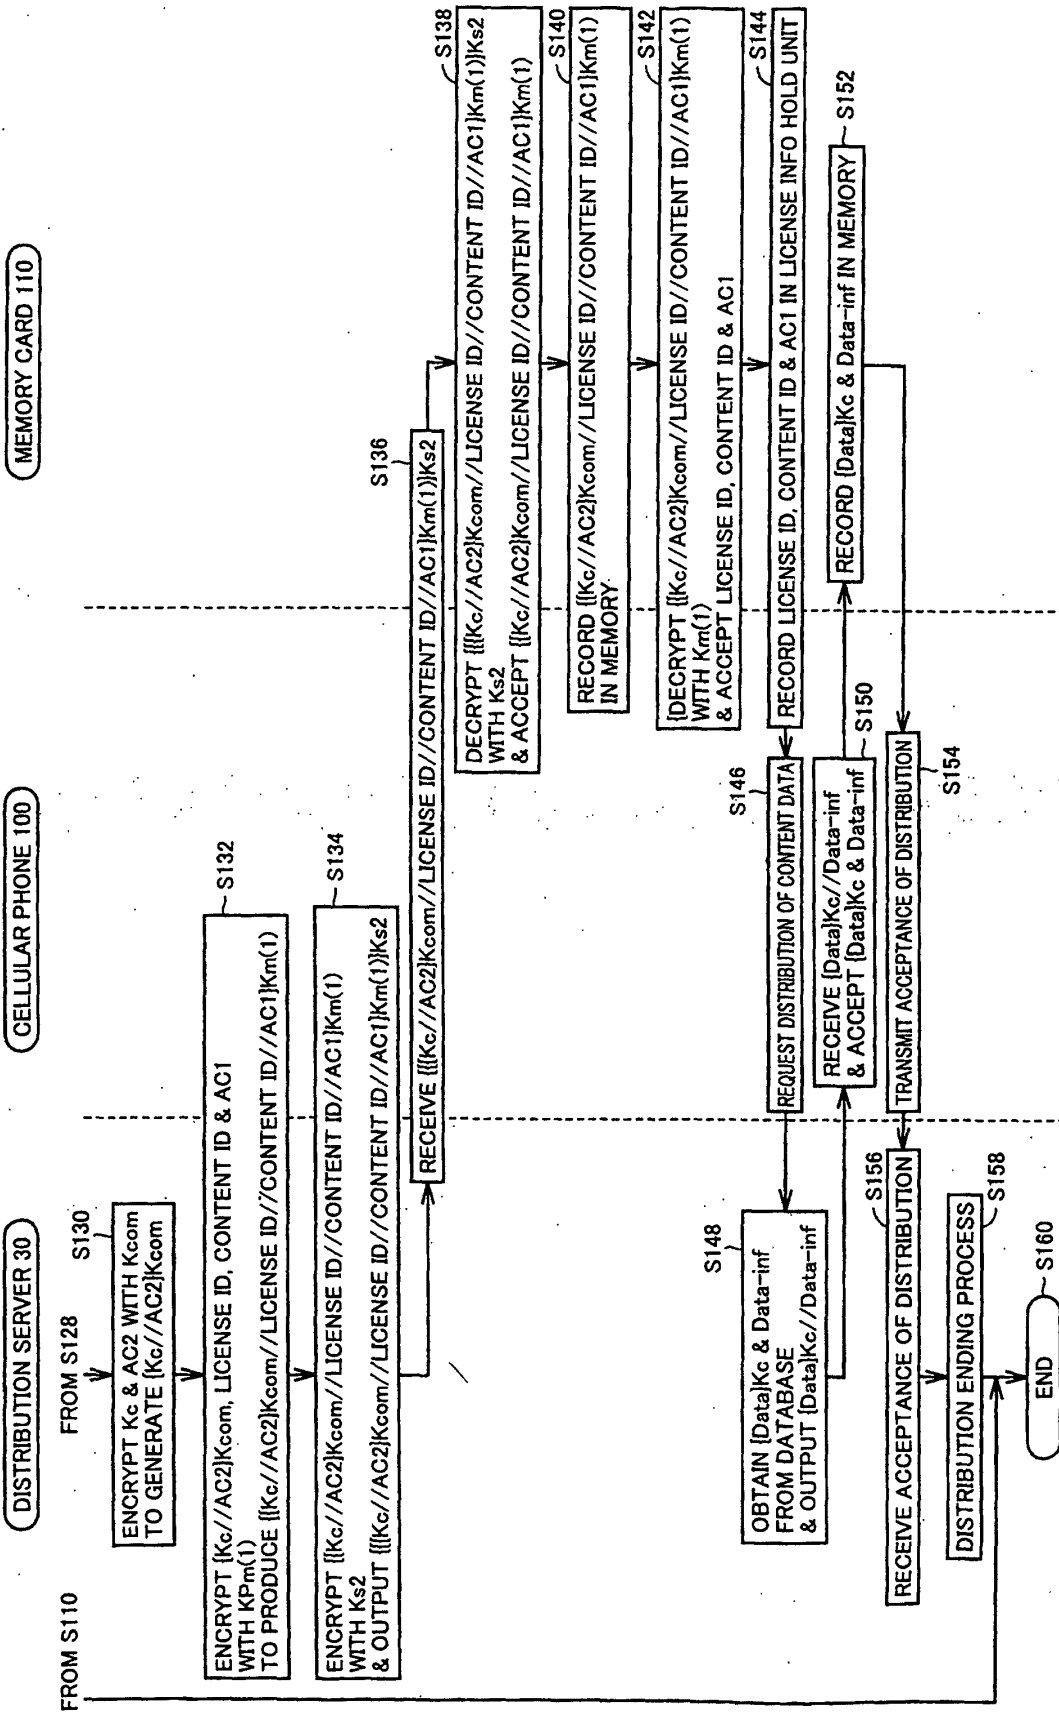 DISTRIBUTION SERVER 30
CELLULAR PHONE 100
MEMORY CARD 110
FROM S110
FROM S128
S130
ENCRYPT Kc & AC2 WITH Kcom
TO GENERATE {Kc//AC2}Kcom
S132
ENCRYPT {Kc//AC2}Kcom, LICENSE ID, CONTENT ID & AC1
WITH KPm(1)
TO PRODUCE {{Kc//AC2}Kcom//LICENSE ID//CONTENT ID//AC1}Km(1)
S134
ENCRYPT {{Kc//AC2}Kcom//LICENSE ID//CONTENT ID//AC1}Km(1)
WITH Ks2
& OUTPUT {{{Kc//AC2}Kcom//LICENSE ID//CONTENT ID//AC1}Km(1)}Ks2
S136
RECEIVE {{{Kc//AC2}Kcom//LICENSE ID//CONTENT ID//AC1}Km(1)}Ks2
S138
DECRYPT {{{Kc//AC2}Kcom//LICENSE ID//CONTENT ID//AC1}Km(1)}Ks2
WITH Ks2
& ACCEPT {{Kc//AC2}Kcom//LICENSE ID//CONTENT ID//AC1}Km(1)
S140
RECORD {{Kc//AC2}Kcom//LICENSE ID//CONTENT ID//AC1}Km(1)
IN MEMORY
S142
{DECRYPT {{Kc//AC2}Kcom//LICENSE ID//CONTENT ID//AC1}Km(1)
WITH Km(1)
& ACCEPT LICENSE ID, CONTENT ID & AC1
S144
RECORD LICENSE ID, CONTENT ID & AC1 IN LICENSE INFO HOLD UNIT
S146
REQUEST DISTRIBUTION OF CONTENT DATA
S148
OBTAIN {Data}Kc & Data-inf
FROM DATABASE
& OUTPUT {Data}Kc//Data-inf
S150
RECEIVE {Data}Kc//Data-inf
& ACCEPT {Data}Kc & Data-inf
S152
RECORD {Data}Kc & Data-inf IN MEMORY
S154
TRANSMIT ACCEPTANCE OF DISTRIBUTION
S156
RECEIVE ACCEPTANCE OF DISTRIBUTION
S158
DISTRIBUTION ENDING PROCESS
S160
END